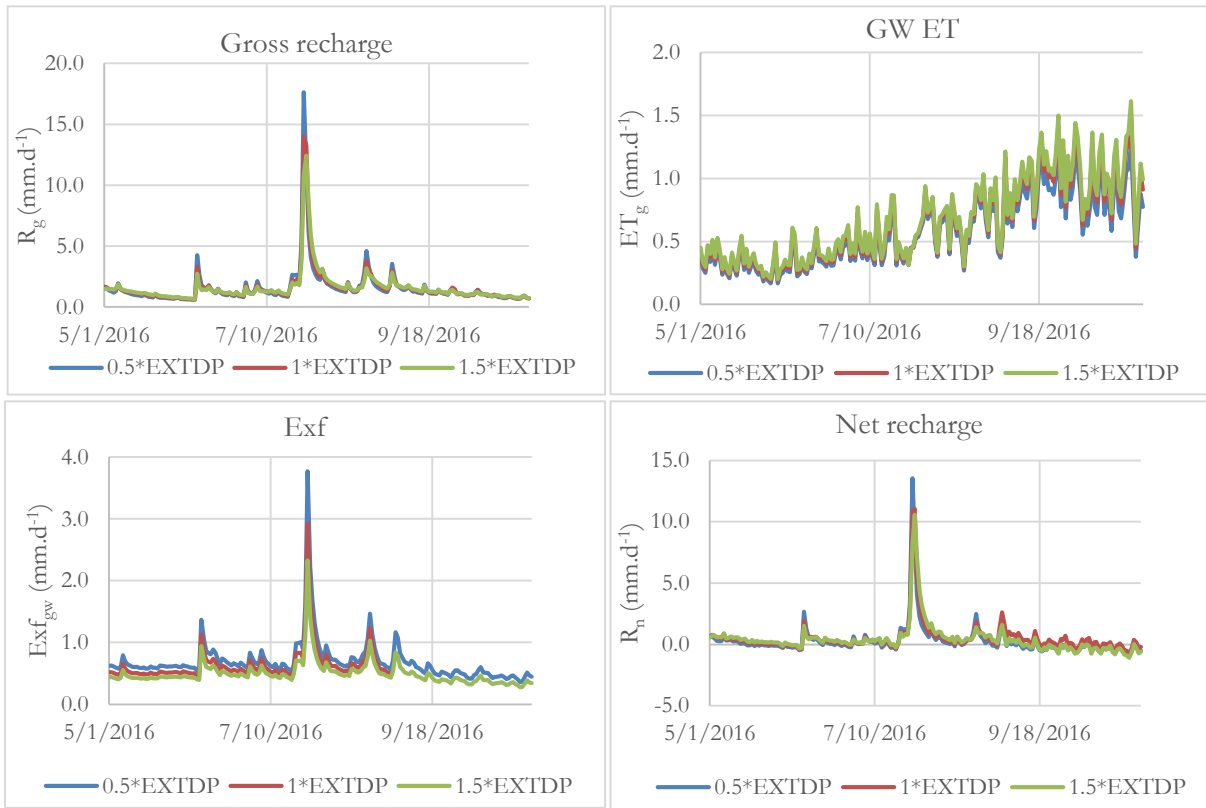 Gross recharge
R_g (mm.d^-1)
20.0
15.0
10.0
5.0
0.0
5/1/2016 7/10/2016 9/18/2016
0.5*EXTDP 1*EXTDP 1.5*EXTDP
GW ET
ET_g (mm.d^-1)
2.0
1.5
1.0
0.5
0.0
5/1/2016 7/10/2016 9/18/2016
0.5*EXTDP 1*EXTDP 1.5*EXTDP
Exf
Exf_gw (mm.d^-1)
4.0
3.0
2.0
1.0
0.0
5/1/2016 7/10/2016 9/18/2016
0.5*EXTDP 1*EXTDP 1.5*EXTDP
Net recharge
R_n (mm.d^-1)
15.0
10.0
5.0
0.0
-5.0
5/1/2016 7/10/2016 9/18/2016
0.5*EXTDP 1*EXTDP 1.5*EXTDP